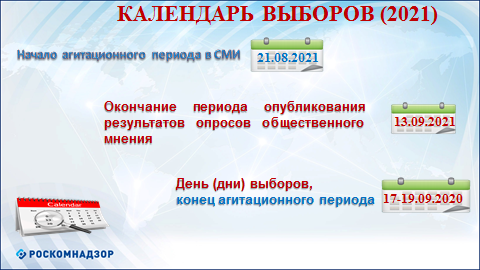 КАЛЕНДАРЬ ВЫБОРОВ (2021)
Начало агитационного периода в СМИ
21.08.2021
Окончание периода опубликования
результатов опросов общественного
мнения
13.09.2021
День (дни) выборов,
конец агитационного периода
17-19.09.2020
Calendar
РОСКОМНАДЗОР